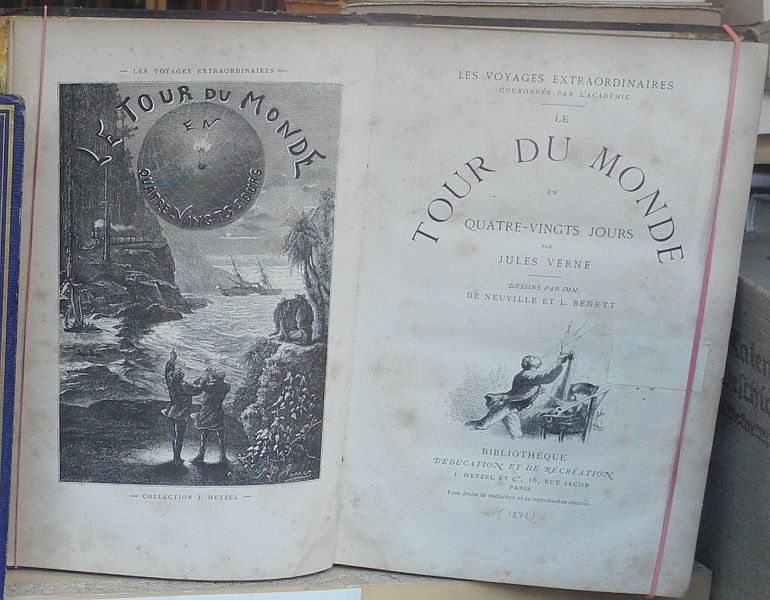 — LES VOYAGES EXTRAORDINAIRES —
LE TOUR DU MONDE
EN
QUATRE-VINGTS JOURS
— COLLECTION J. HETZEL —
LES VOYAGES EXTRAORDINAIRES
COURONNÉS PAR L'ACADÉMIE
LE
TOUR DU MONDE
EN
QUATRE-VINGTS JOURS
PAR
JULES VERNE
DESSINS PAR MM.
DE NEUVILLE ET L. BENETT
BIBLIOTHÈQUE
D'ÉDUCATION ET DE RÉCRÉATION
J. HETZEL ET Cie, 18, RUE JACOB
PARIS
Tous droits de traduction et de reproduction réservés.
(1872)